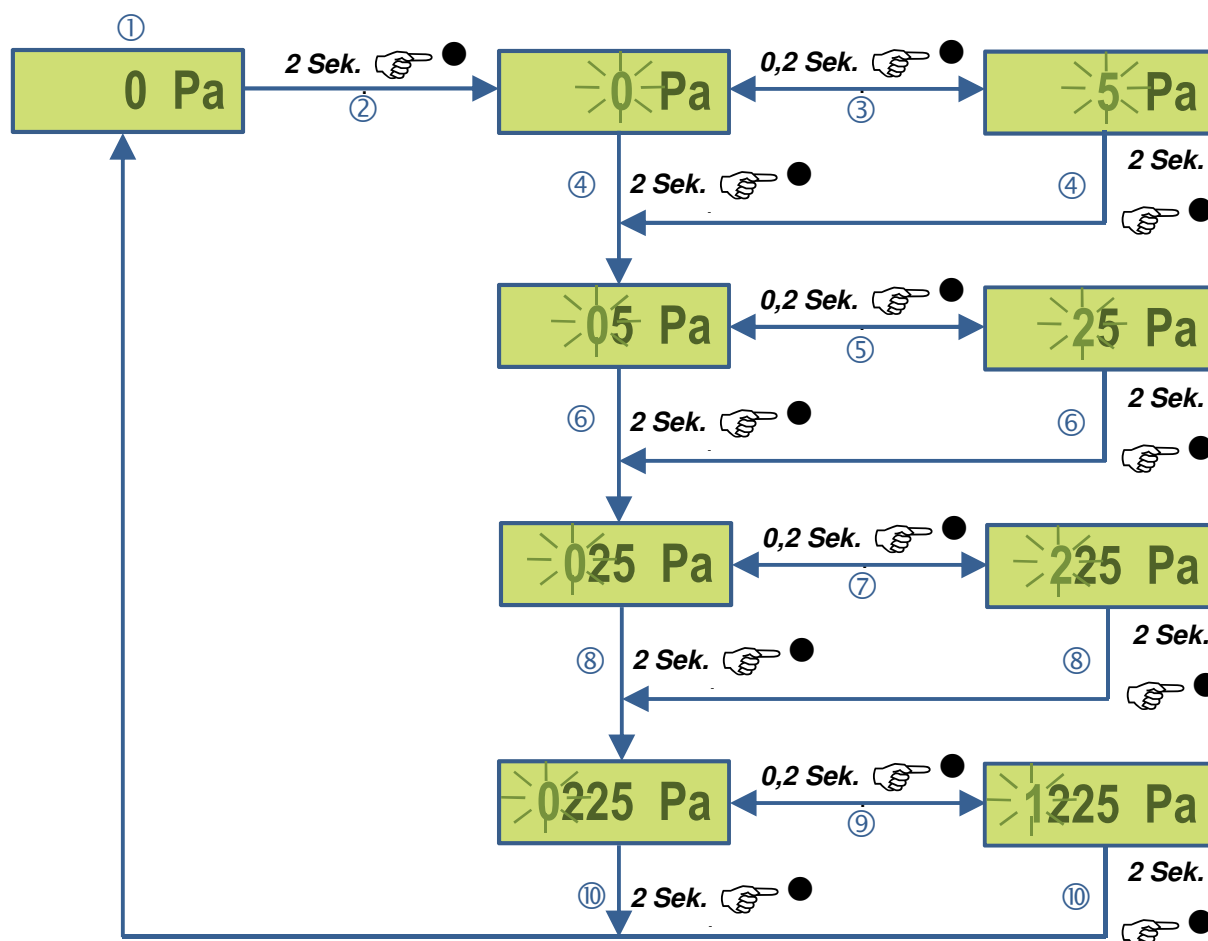 ①
0 Pa
2 Sek.
②
0 Pa
0,2 Sek.
③
5 Pa
④
2 Sek.
④
2 Sek.
05 Pa
0,2 Sek.
⑤
25 Pa
⑥
2 Sek.
⑥
2 Sek.
025 Pa
0,2 Sek.
⑦
225 Pa
⑧
2 Sek.
⑧
2 Sek.
0225 Pa
0,2 Sek.
⑨
1225 Pa
⑩
2 Sek.
⑩
2 Sek.